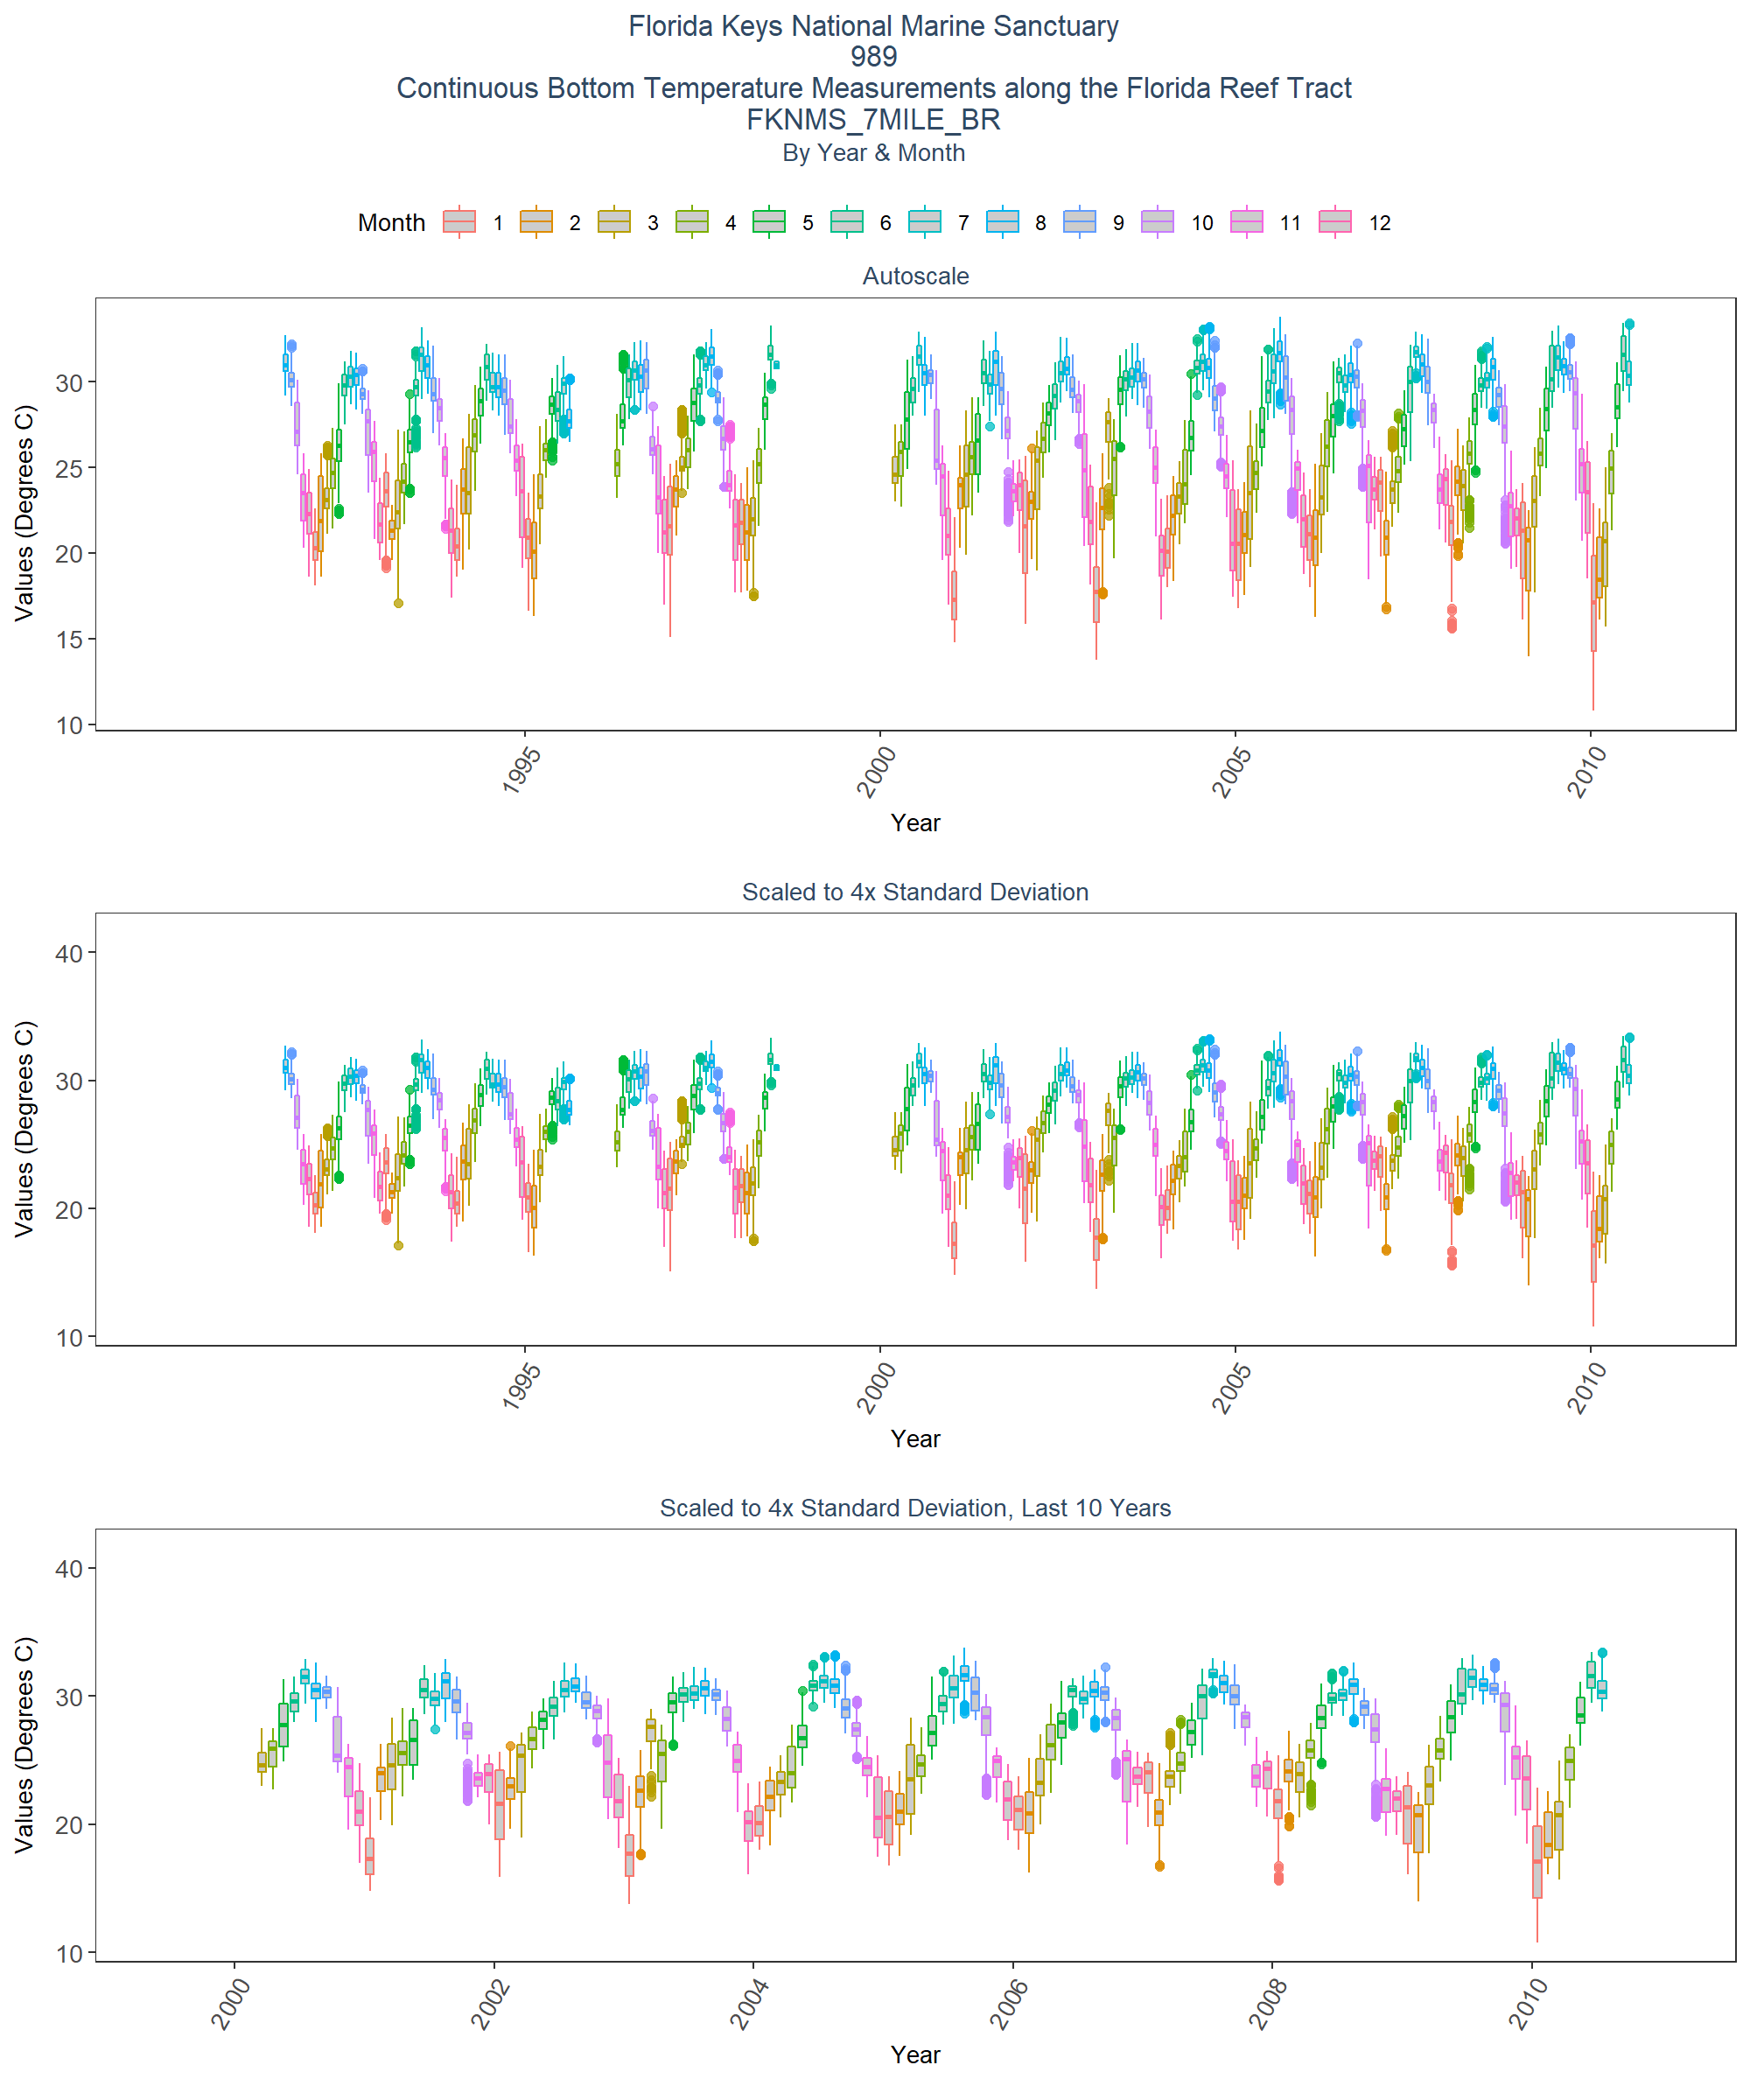 Florida Keys National Marine Sanctuary
989
Continuous Bottom Temperature Measurements along the Florida Reef Tract
FKNMS_7MILE_BR
By Year & Month
Month 1 2 3 4 5 6 7 8 9 10 11 12
Autoscale
Values (Degrees C)
30
25
20
15
10
1995 2000 2005 2010
Year
Scaled to 4x Standard Deviation
Values (Degrees C)
40
30
20
10
1995 2000 2005 2010
Year
Scaled to 4x Standard Deviation, Last 10 Years
Values (Degrees C)
40
30
20
10
2000 2002 2004 2006 2008 2010
Year